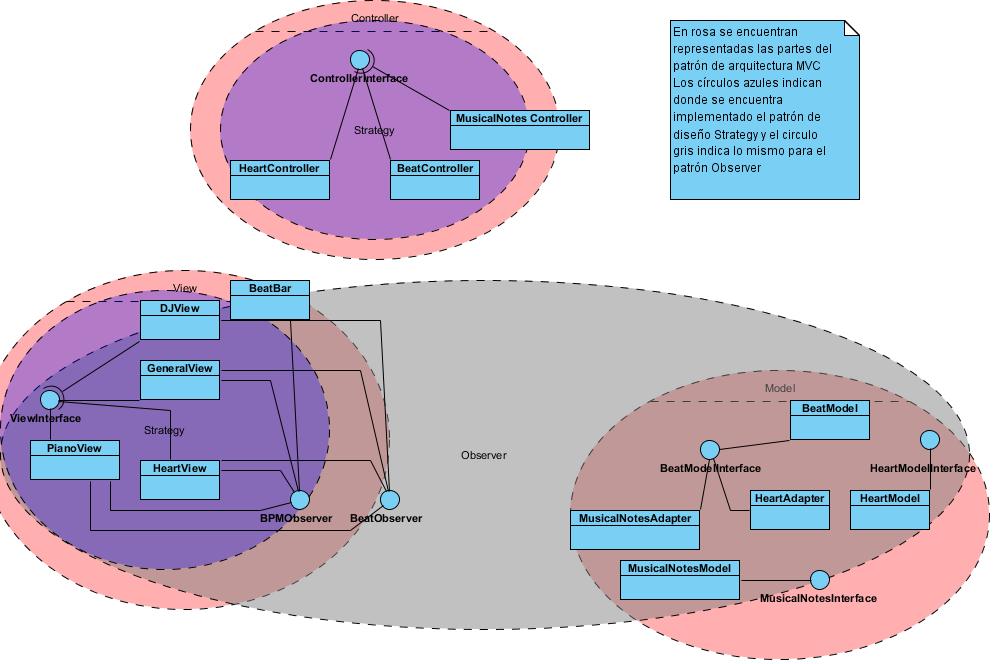 Controller
ControllerInterface
MusicalNotes Controller
Strategy
HeartController
BeatController
En rosa se encuentran
representadas las partes del
patrón de arquitectura MVC
Los círculos azules indican
donde se encuentra
implementado el patrón de
diseño Strategy y el circulo
gris indica lo mismo para el
patrón Observer
View
BeatBar
DJView
GeneralView
ViewInterface
Strategy
PianoView
HeartView
BPMObserver
BeatObserver
Observer
Model
BeatModel
BeatModelInterface
HeartModelInterface
HeartAdapter
HeartModel
MusicalNotesAdapter
MusicalNotesModel
MusicalNotesInterface